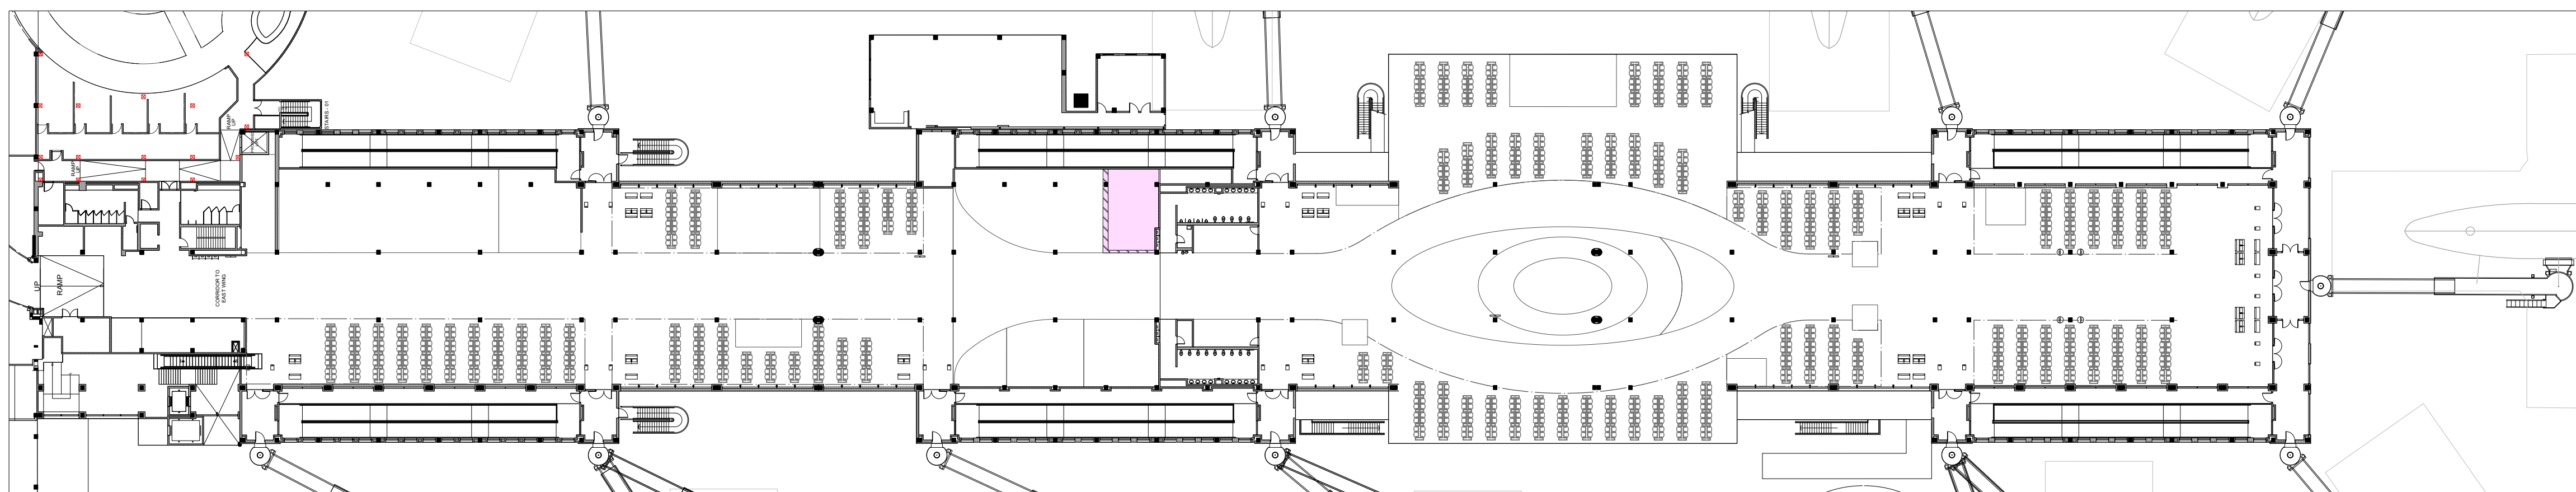 STAIRS - 01
RAMP
UP
RAMP
UP
UP
RAMP
CORRIDOR TO
EAST WING